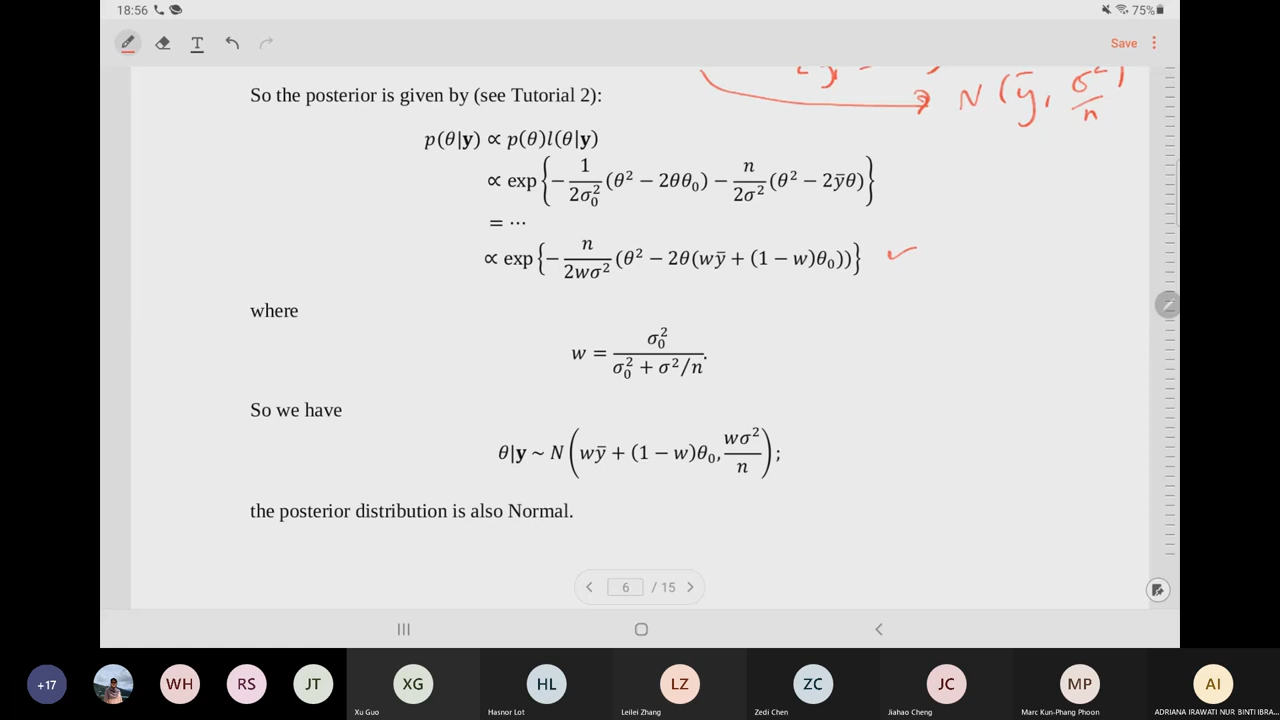 18:56
75%
T
Save
N (ȳ, σ²/n)
So the posterior is given by (see Tutorial 2):
p(θ|𝐲) ∝ p(θ)l(θ|𝐲)
∝ exp{−1/2σ₀² (θ² − 2θθ₀) − n/2σ² (θ² − 2ȳθ)}
= ⋯
∝ exp{−n/2wσ² (θ² − 2θ(wȳ + (1 − w)θ₀))}
where
w = σ₀²/σ₀² + σ²/n.
So we have
θ|𝐲 ~ N(wȳ + (1 − w)θ₀, wσ²/n);
the posterior distribution is also Normal.
6 / 15
+17
WH
RS
JT
XG
HL
LZ
ZC
JC
MP
AI
Xu Guo
Hasnor Lot
Leilei Zhang
Zedi Chen
Jiahao Cheng
Marc Kun-Phang Phoon
ADRIANA IRAWATI NUR BINTI IBRA...